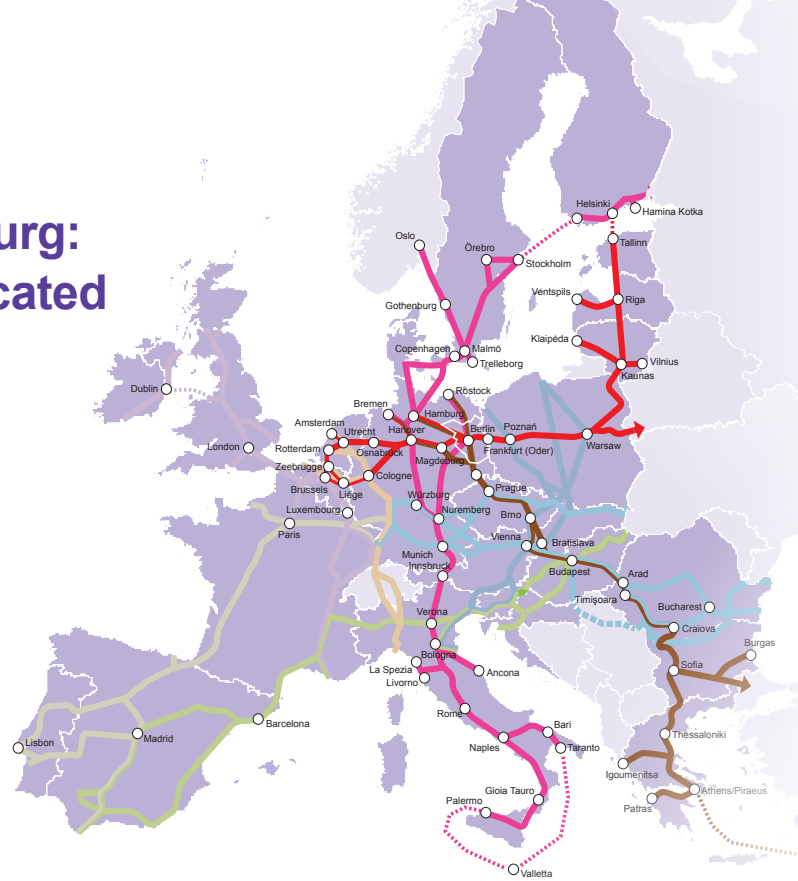 urg:
cated
Helsinki
Hamina Kotka
Oslo
Örebro
Tallinn
Stockholm
Ventspils
Riga
Gothenburg
Klaipėda
Copenhagen
Malmö
Vilnius
Trelleborg
Kaunas
Dublin
Rostock
Bremen
Hamburg
Amsterdam
Utrecht
Hanover
Berlin
Poznań
London
Rotterdam
Osnabrück
Frankfurt (Oder)
Warsaw
Magdeburg
Zeebrugge
Cologne
Brussels
Liège
Prague
Würzburg
Luxembourg
Nuremberg
Brno
Paris
Vienna
Bratislava
Munich
Innsbruck
Budapest
Arad
Timişoara
Bucharest
Verona
Craiova
Burgas
Bologna
La Spezia
Sofia
Livorno
Ancona
Rome
Barcelona
Bari
Lisbon
Madrid
Thessaloniki
Naples
Taranto
Igoumenitsa
Gioia Tauro
Athens/Piraeus
Palermo
Patras
Valletta